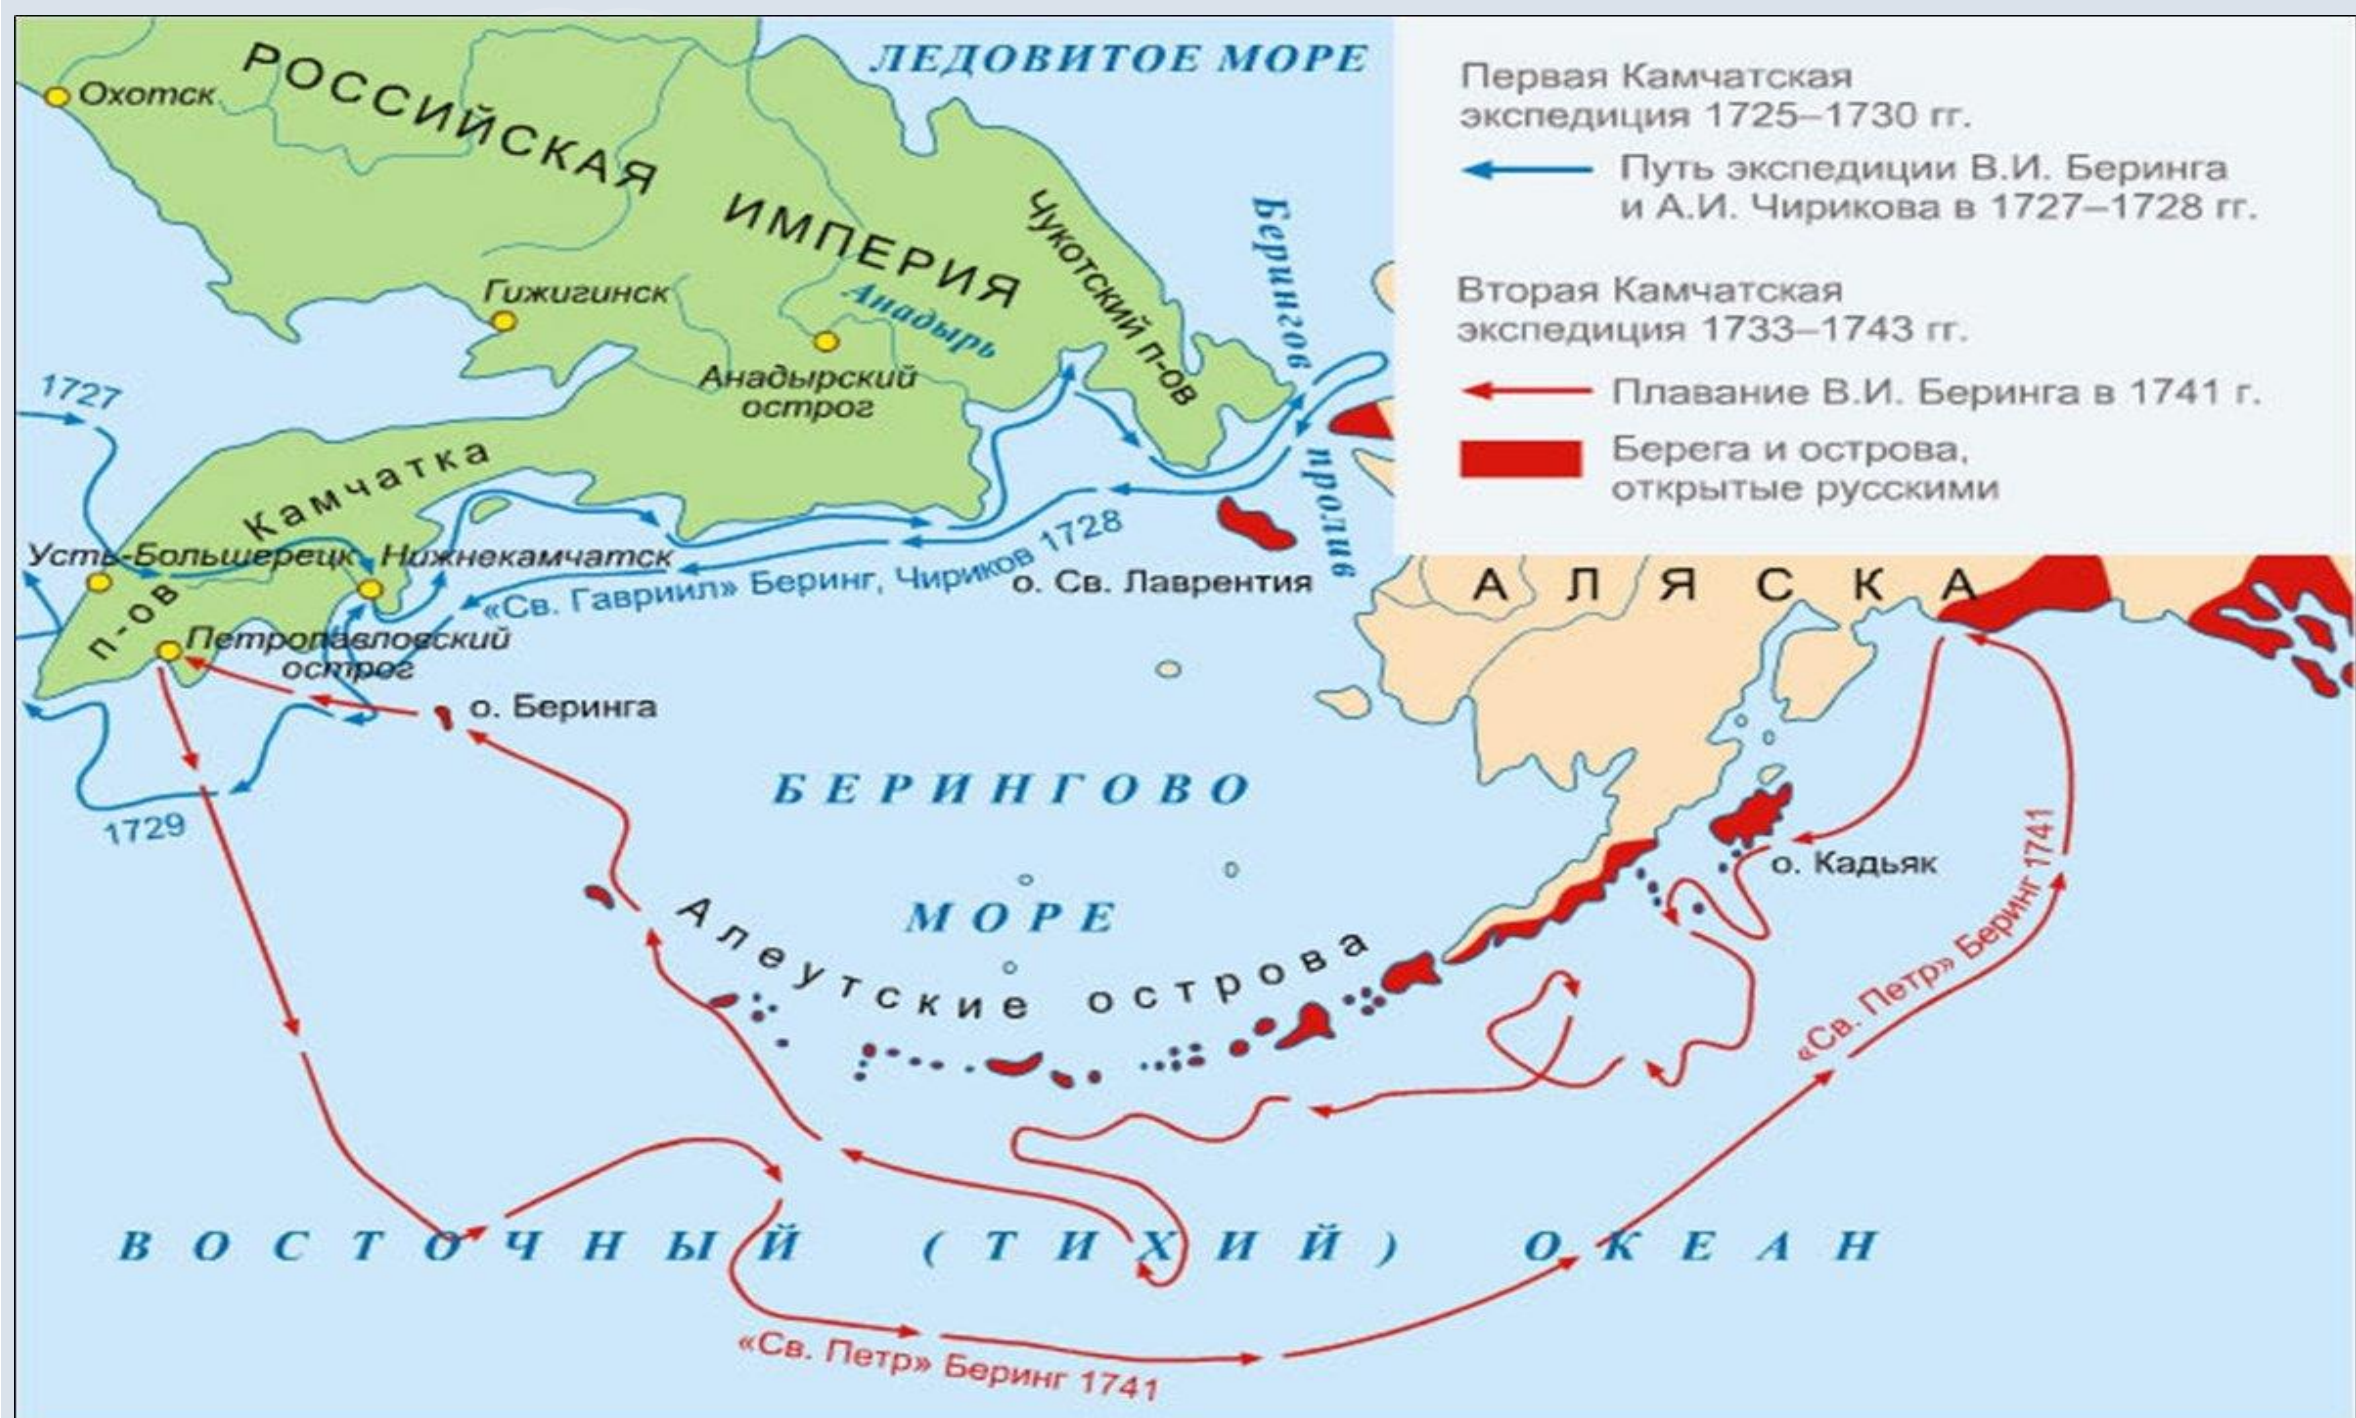 ЛЕДОВИТОЕ МОРЕ
Охотск
РОССИЙСКАЯ
ИМПЕРИЯ
Чукотский п-ов
Берингов
пролив
Гижигинск
Анадырь
Анадырский
острог
1727
п-ов Камчатка
Усть-Большерецк
Нижнекамчатск
«Св. Гавриил» Беринг, Чириков 1728
о. Св. Лаврентия
Петропавловский
острог
о. Беринга
1729
БЕРИНГОВО
МОРЕ
АЛЯСКА
о. Кадьяк
Алеутские острова
«Св. Петр» Беринг 1741
ВОСТОЧНЫЙ (ТИХИЙ) ОКЕАН
«Св. Петр» Беринг 1741
Первая Камчатская
экспедиция 1725–1730 гг.
Путь экспедиции В.И. Беринга
и А.И. Чирикова в 1727–1728 гг.
Вторая Камчатская
экспедиция 1733–1743 гг.
Плавание В.И. Беринга в 1741 г.
Берега и острова,
открытые русскими